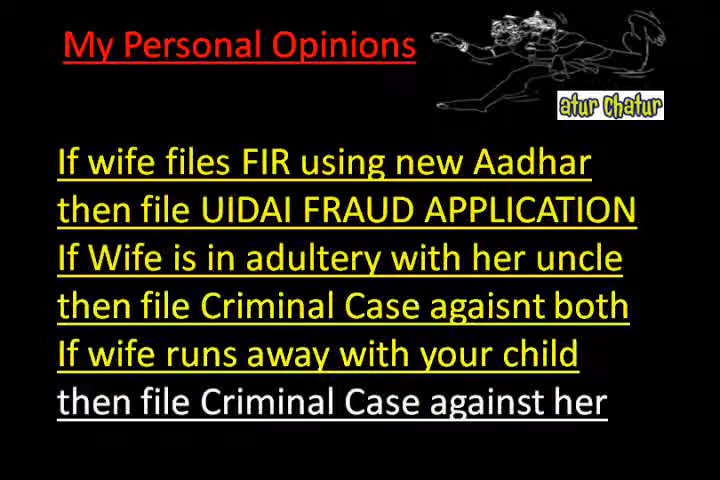 My Personal Opinions
atur chatur
If wife files FIR using new Aadhar
then file UIDAI FRAUD APPLICATION
If Wife is in adultery with her uncle
then file Criminal Case agaisnt both
If wife runs away with your child
then file Criminal Case against her